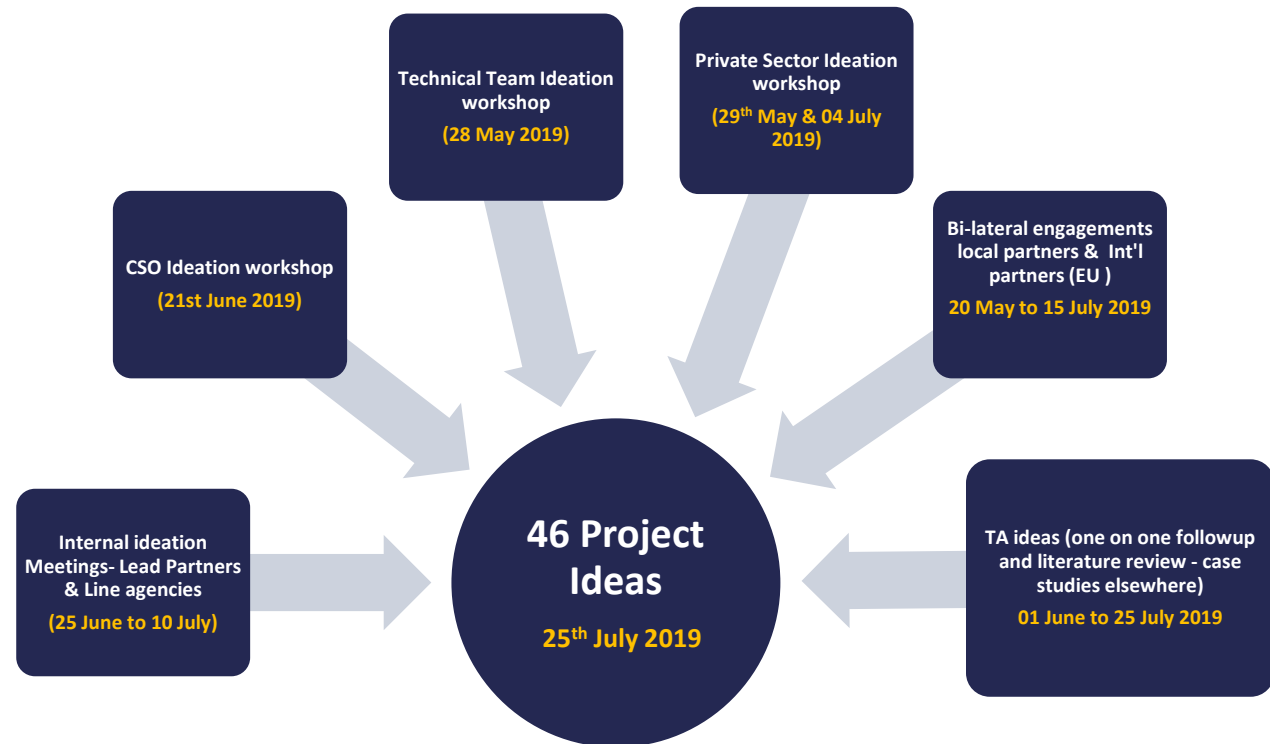 Technical Team Ideation
workshop
(28 May 2019)
Private Sector Ideation
workshop
(29th May & 04 July
2019)
CSO Ideation workshop
(21st June 2019)
Bi-lateral engagements
local partners & Int'l
partners (EU )
20 May to 15 July 2019
Internal ideation
Meetings- Lead Partners
& Line agencies
(25 June to 10 July)
TA ideas (one on one followup
and literature review - case
studies elsewhere)
01 June to 25 July 2019
46 Project
Ideas
25th July 2019